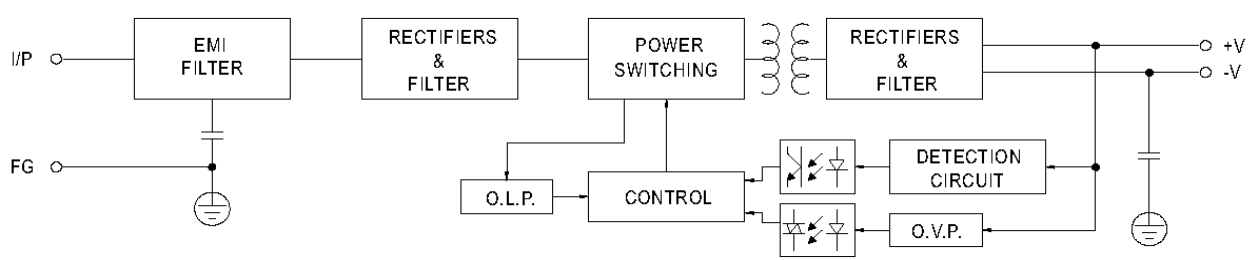 I/P
EMI
FILTER
RECTIFIERS
&
FILTER
POWER
SWITCHING
RECTIFIERS
&
FILTER
+V
-V
FG
O.L.P.
CONTROL
DETECTION
CIRCUIT
O.V.P.